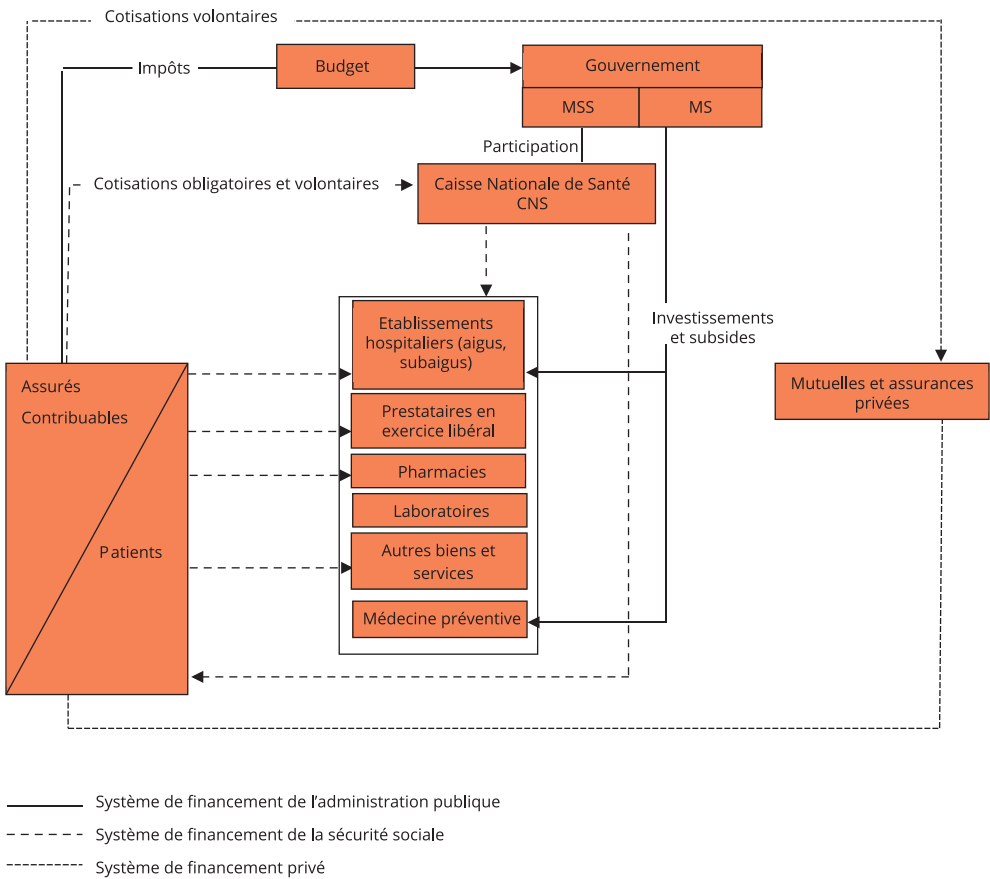 Cotisations volontaires
Impôts
Budget
Gouvernement
MSS
MS
Participation
Cotisations obligatoires et volontaires
Caisse Nationale de Santé
CNS
Etablissements
hospitaliers (aigus,
subaigus)
Investissements
et subsides
Assurés
Contribuables
Mutuelles et assurances
privées
Prestataires en
exercice libéral
Pharmacies
Laboratoires
Patients
Autres biens et
services
Médecine préventive
Système de financement de l’administration publique
Système de financement de la sécurité sociale
Système de financement privé